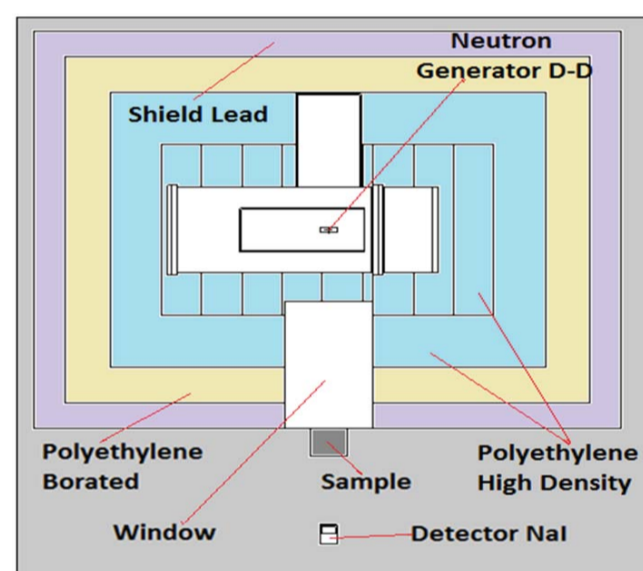 Neutron
Generator D-D
Shield Lead
Polyethylene
Borated
Sample
Polyethylene
High Density
Window
Detector NaI